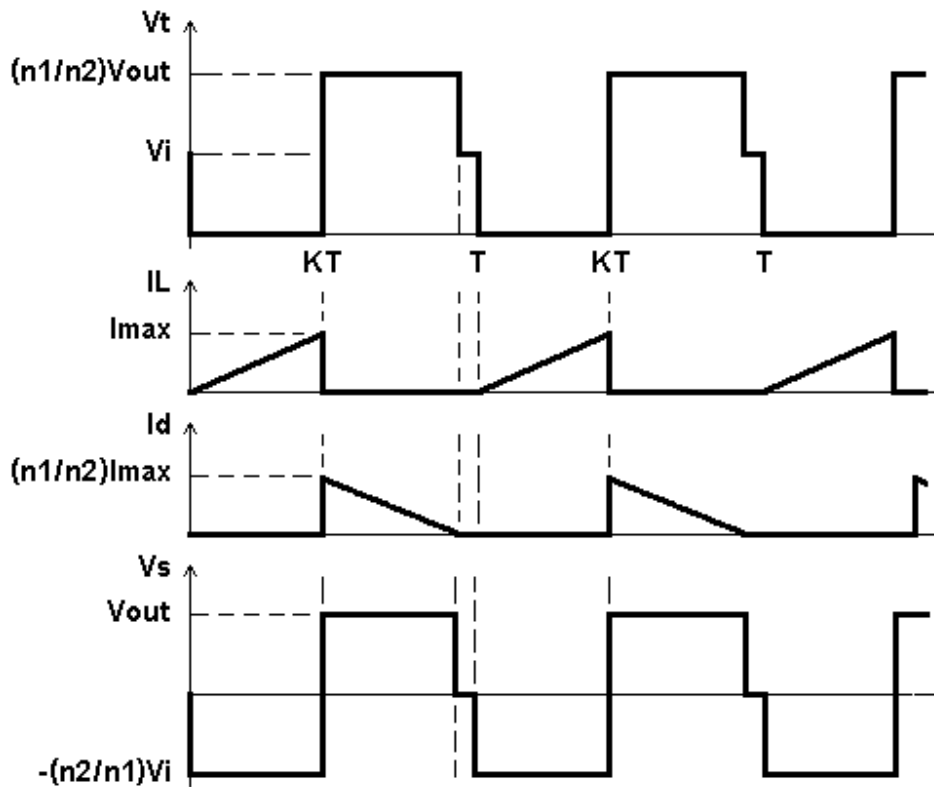 Vt
(n1/n2)Vout
Vi
KT T KT T
IL
Imax
Id
(n1/n2)Imax
Vs
Vout
-(n2/n1)Vi